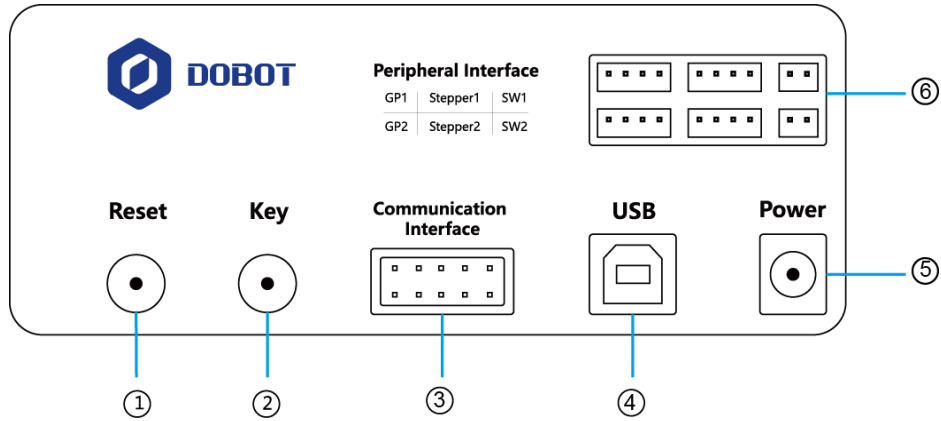 DOBOT
Peripheral Interface
GP1 Stepper1 SW1
GP2 Stepper2 SW2
⑥
Reset
Key
Communication
Interface
USB
Power
⑤
①
②
③
④